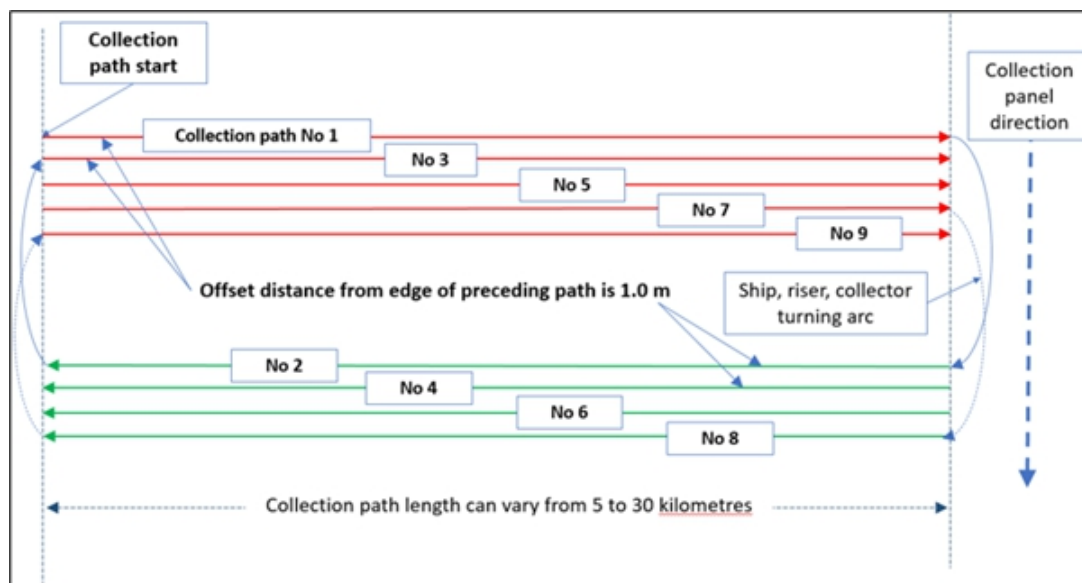 Collection
path start
Collection
panel
direction
Collection path No 1
No 3
No 5
No 7
No 9
Offset distance from edge of preceding path is 1.0 m
Ship, riser, collector
turning arc
No 2
No 4
No 6
No 8
Collection path length can vary from 5 to 30 kilometres